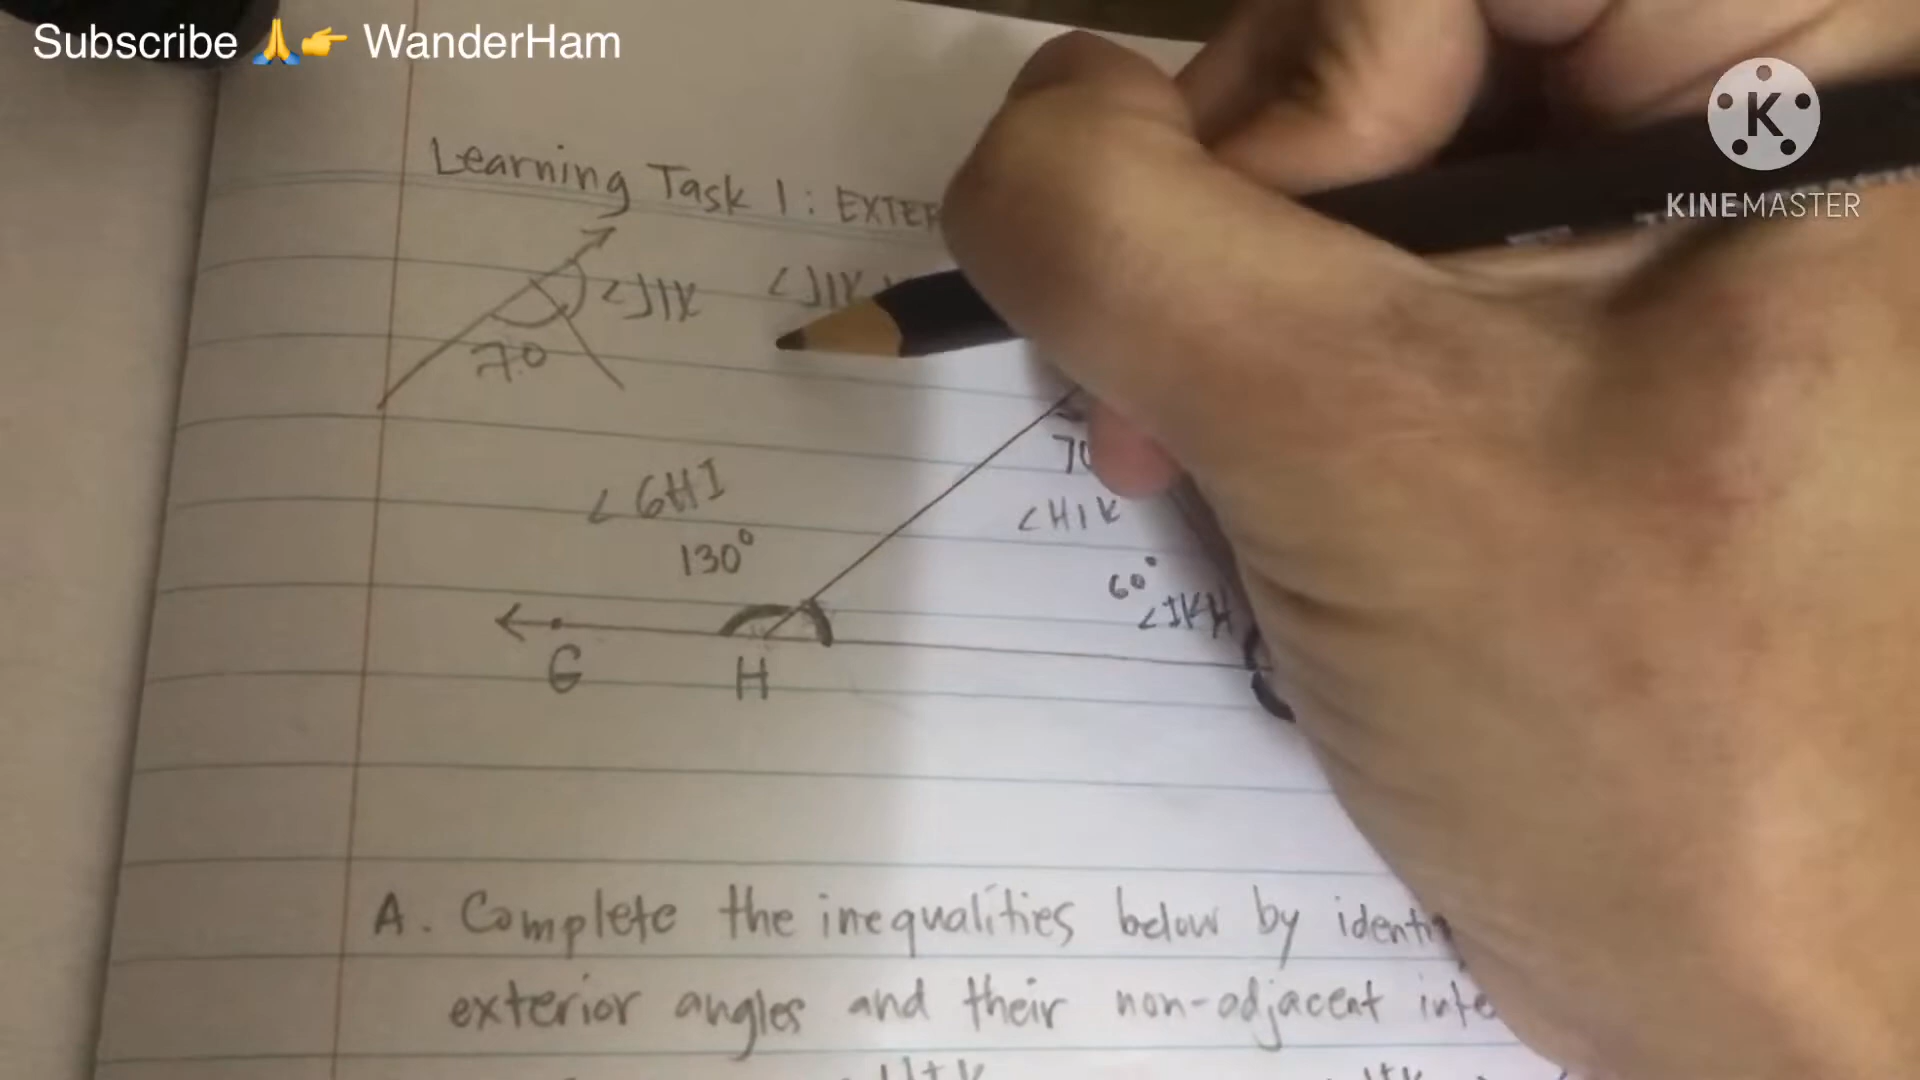 Subscribe 🙏👉 WanderHam
KINEMASTER
Learning Task 1: EXTER
<JIK <JIK
70
70
<GHI
130°
<HIK
60°
<IKH
G
H
A. Complete the inequalities below by identi
exterior angles and their non-adjacent inte